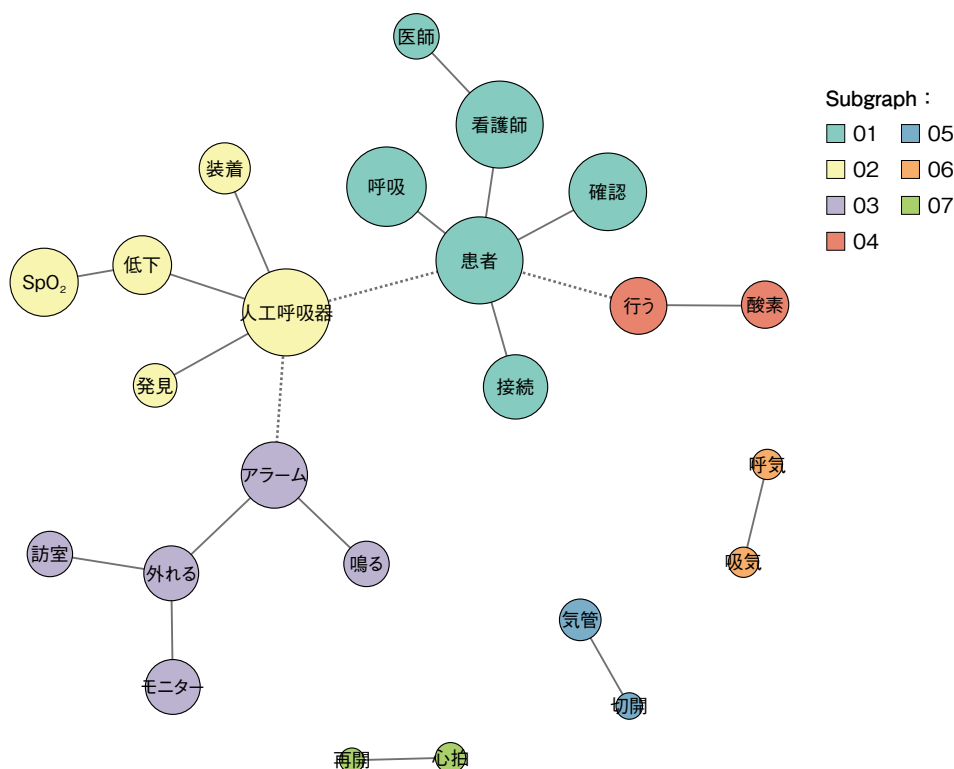 医師
看護師
呼吸
確認
装着
患者
低下
SpO₂
人工呼吸器
行う
酸素
発見
接続
アラーム
訪室
外れる
鳴る
モニター
呼気
吸気
気管
切開
再開
心拍
Subgraph：
01
02
03
04
05
06
07